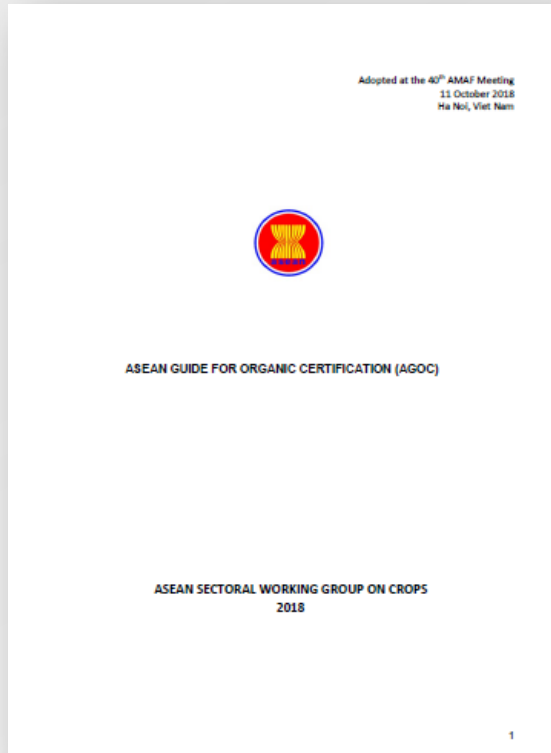 Adopted at the 40th AMAF Meeting
11 October 2018
Ha Noi, Viet Nam
asean
ASEAN GUIDE FOR ORGANIC CERTIFICATION (AGOC)
ASEAN SECTORAL WORKING GROUP ON CROPS
2018
1